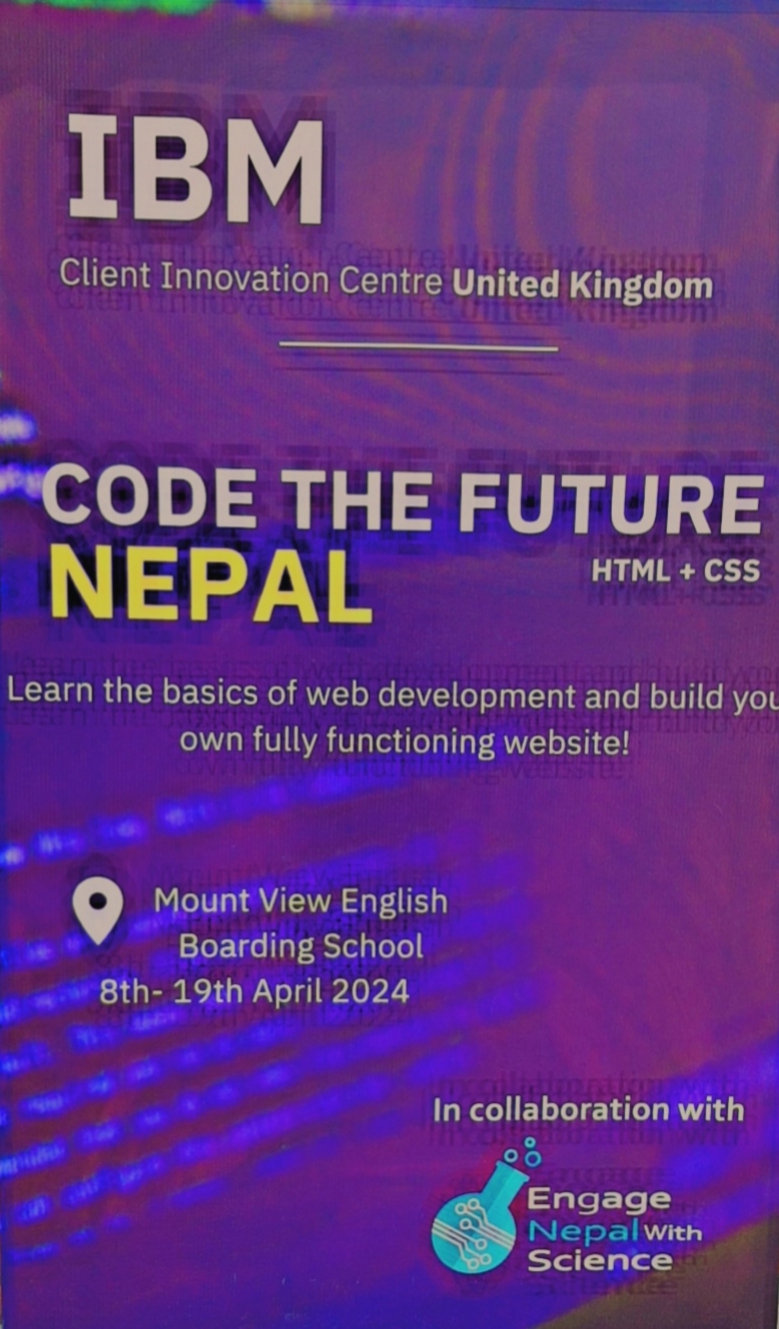 IBM
Client Innovation Centre United Kingdom
CODE THE FUTURE
NEPAL
HTML + CSS
Learn the basics of web development and build you
own fully functioning website!
Mount View English
Boarding School
8th- 19th April 2024
In collaboration with
Engage
Nepal With
Science